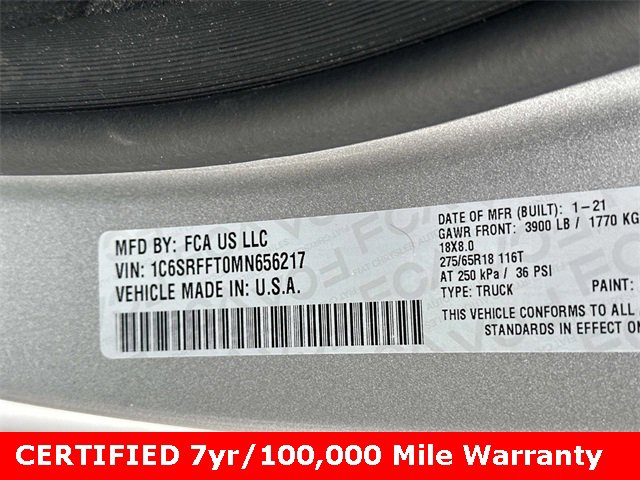 MFD BY: FCA US LLC
VIN: 1C6SRFFT0MN656217
VEHICLE MADE IN: U.S.A.
DATE OF MFR (BUILT): 1-21
GAWR FRONT: 3900 LB / 1770 KG
18X8.0
275/65R18 116T
AT 250 kPa / 36 PSI
TYPE: TRUCK PAINT:
THIS VEHICLE CONFORMS TO ALL
STANDARDS IN EFFECT ON
CERTIFIED 7yr/100,000 Mile Warranty